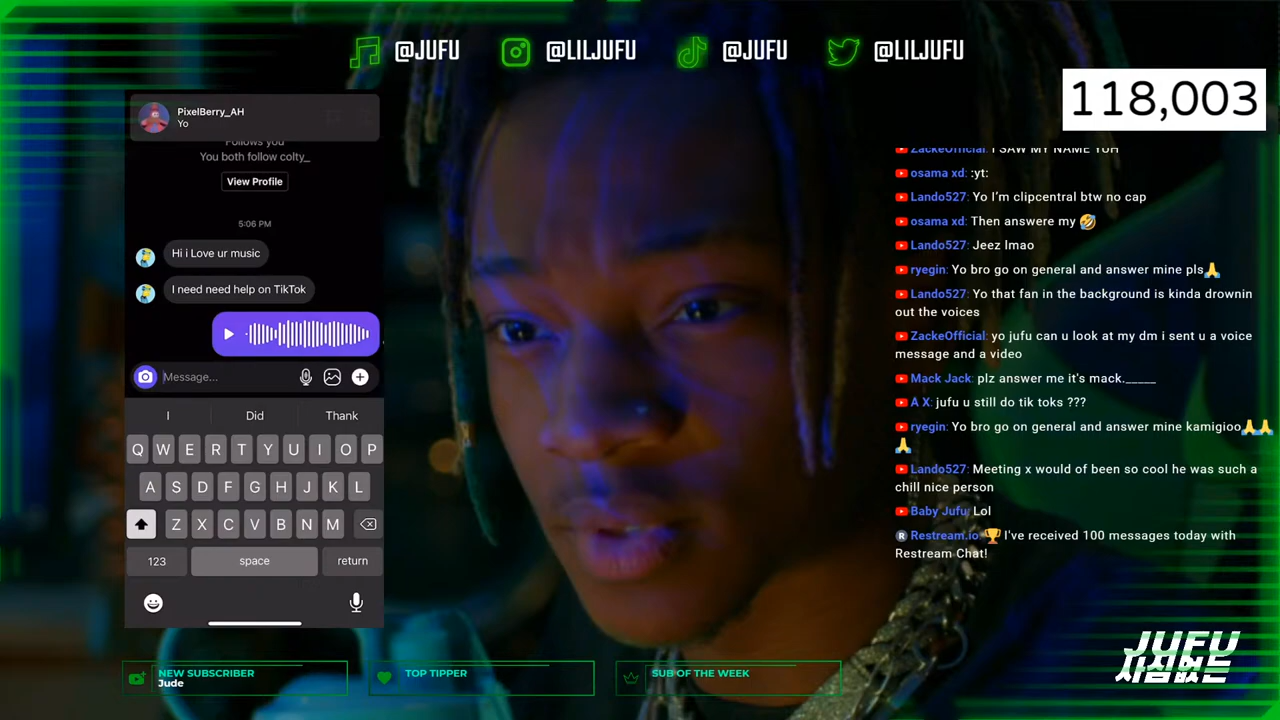 @JUFU
@LILJUFU
@JUFU
@LILJUFU
118,003
PixelBerry_AH
Yo
Follows you
You both follow colty_
View Profile
5:06 PM
Hi i Love ur music
I need need help on TikTok
Message...
I Did Thank
Q W E R T Y U I O P
A S D F G H J K L
Z X C V B N M
123 space return
ZackeOfficial: I SAW MY NAME YUH
osama xd: :yt:
Lando527: Yo I'm clipcentral btw no cap
osama xd: Then answere my 🤣
Lando527: Jeez lmao
ryegin: Yo bro go on general and answer mine pls🙏
Lando527: Yo that fan in the background is kinda drownin
out the voices
ZackeOfficial: yo jufu can u look at my dm i sent u a voice
message and a video
Mack Jack: plz answer me it's mack._____
A X: jufu u still do tik toks ???
ryegin: Yo bro go on general and answer mine kamigioo🙏🙏
🙏
Lando527: Meeting x would of been so cool he was such a
chill nice person
Baby Jufu: Lol
R Restream.io: 🏆 I've received 100 messages today with
Restream Chat!
NEW SUBSCRIBER
Jude
TOP TIPPER
SUB OF THE WEEK
JUFU